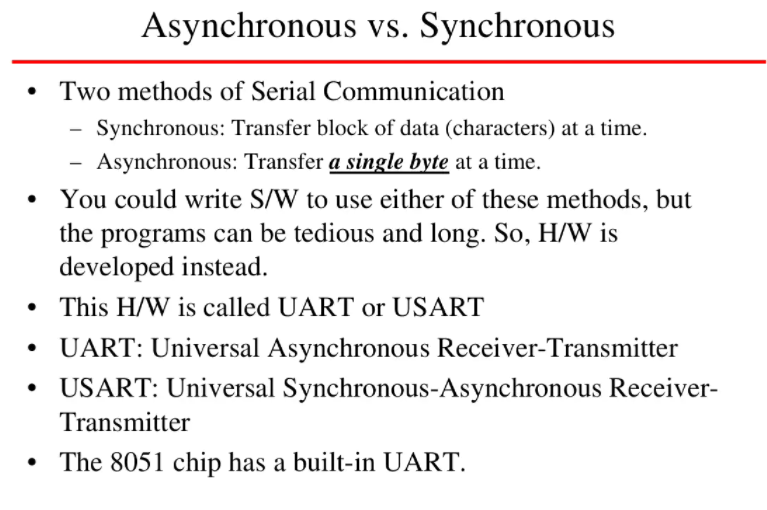 Asynchronous vs. Synchronous
• Two methods of Serial Communication
– Synchronous: Transfer block of data (characters) at a time.
– Asynchronous: Transfer a single byte at a time.
• You could write S/W to use either of these methods, but
the programs can be tedious and long. So, H/W is
developed instead.
• This H/W is called UART or USART
• UART: Universal Asynchronous Receiver-Transmitter
• USART: Universal Synchronous-Asynchronous Receiver-
Transmitter
• The 8051 chip has a built-in UART.